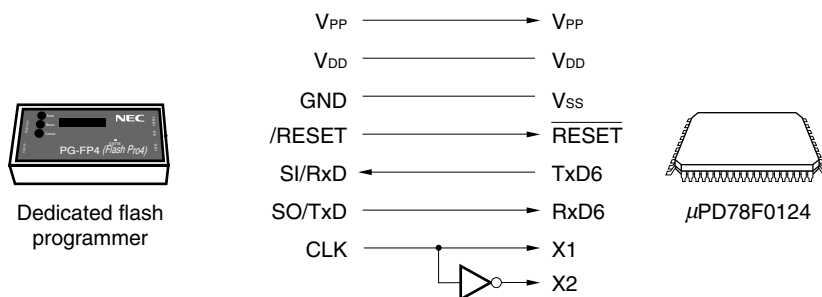 VPP VPP
VDD VDD
GND VSS
/RESET RESET
SI/RxD TxD6
SO/TxD RxD6
CLK X1
X2
NEC
PG-FP4 (Flash Pro4)
Dedicated flash
programmer
μPD78F0124